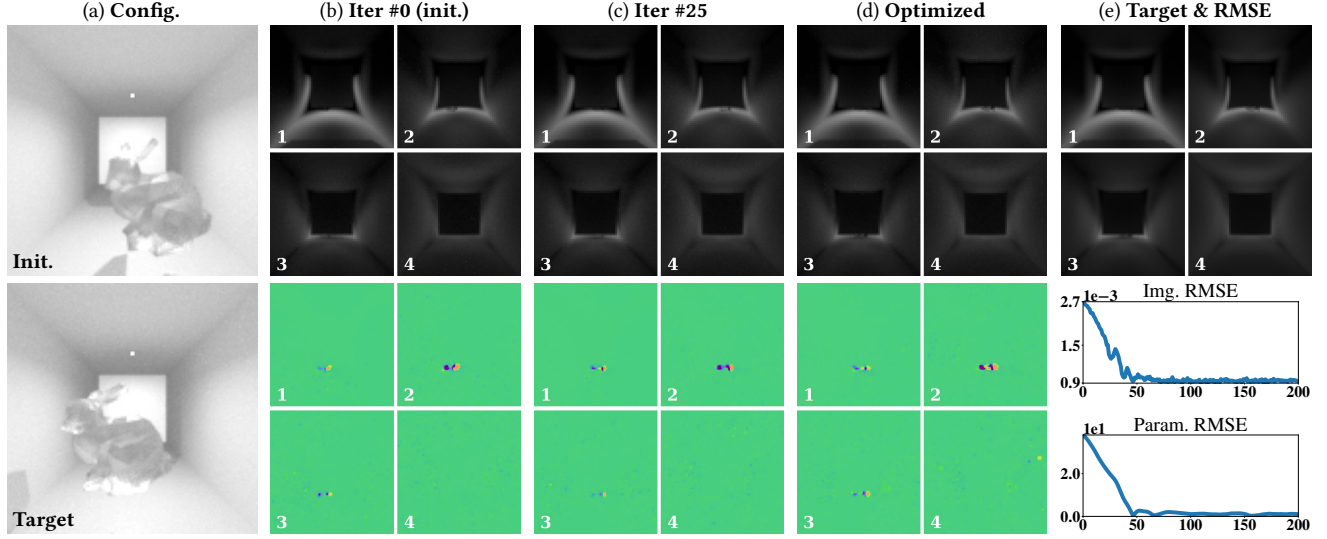 (a) Config.
(b) Iter #0 (init.)
(c) Iter #25
(d) Optimized
(e) Target & RMSE
1 2 1 2 1 2 1 2
Init.
3 4 3 4 3 4 3 4
1e−3 Img. RMSE
2.7
1.5
0.9
0 50 100 150 200
1 2 1 2 1 2
1e1 Param. RMSE
2.0
0.0
0 50 100 150 200
Target
3 4 3 4 3 4